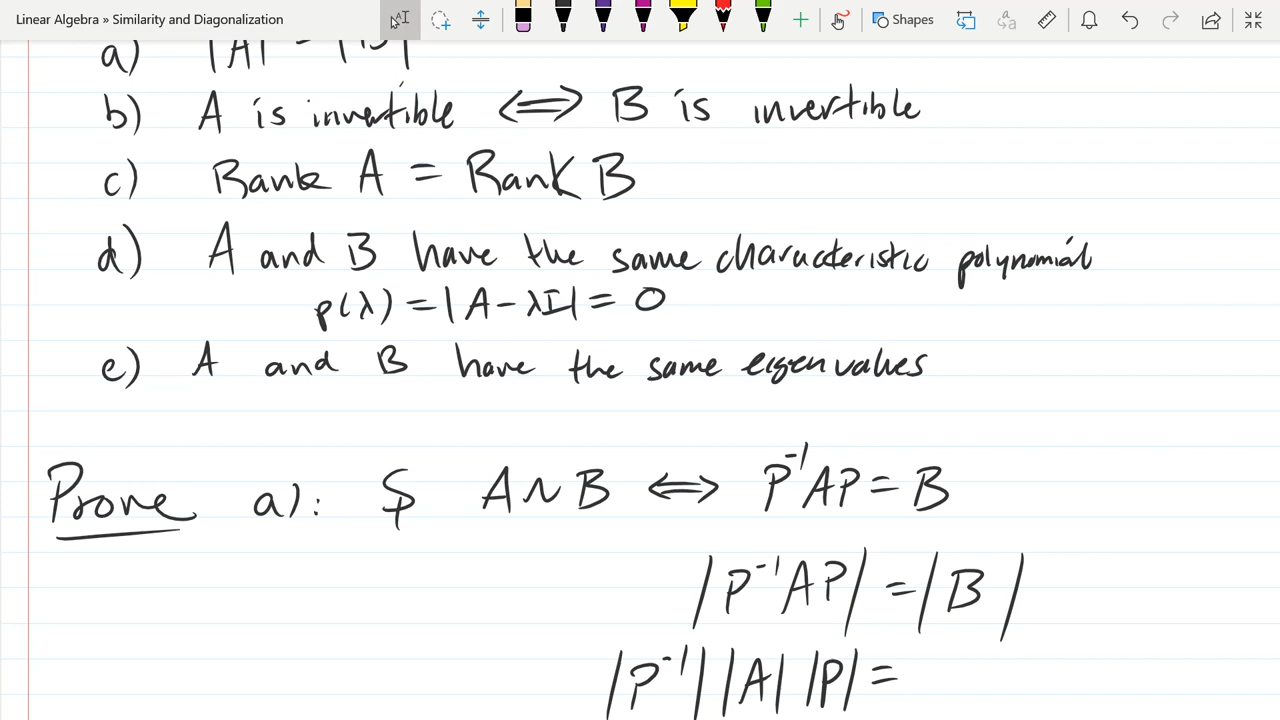 Linear Algebra » Similarity and Diagonalization
Shapes
a) |A| = |B|
b) A is invertible ⟺ B is invertible
c) Rank A = Rank B
d) A and B have the same characteristic polynomial
p(λ) = |A - λI| = 0
e) A and B have the same eigenvalues
Prove a): $ A ~ B ⟺ P⁻¹AP = B
|P⁻¹AP| = |B|
|P⁻¹| |A| |P| =